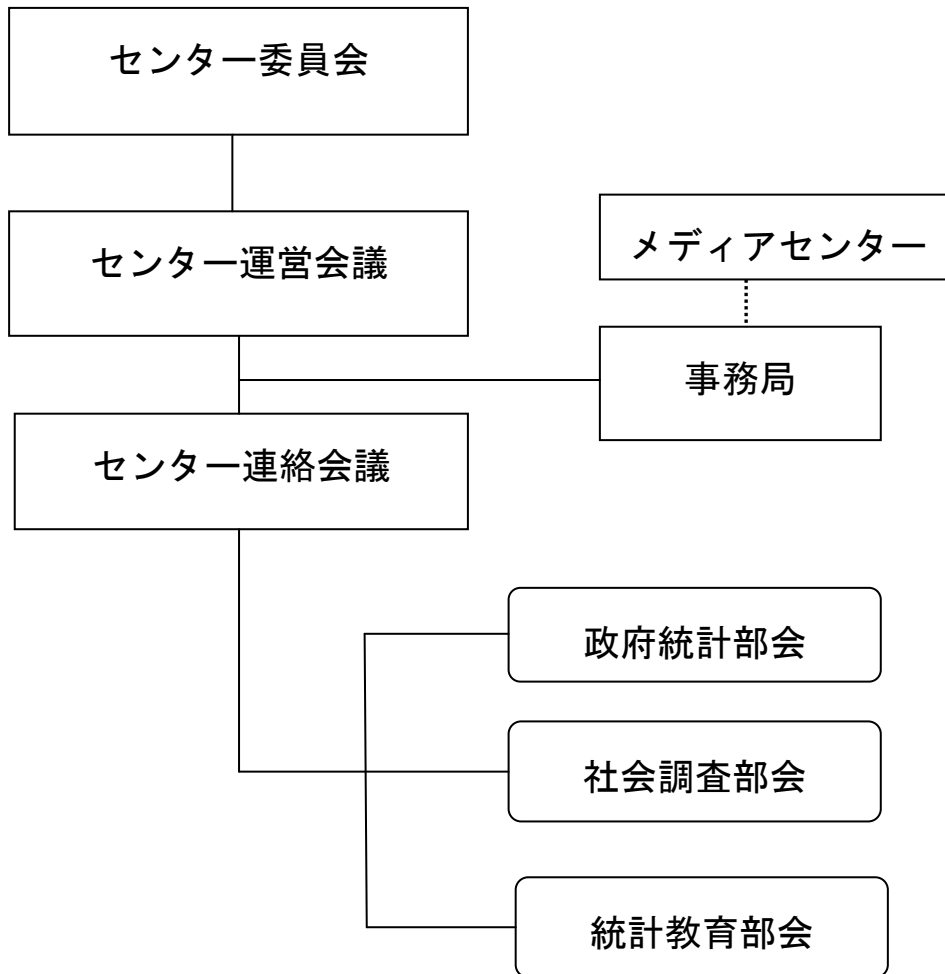 センター委員会
センター運営会議
メディアセンター
事務局
センター連絡会議
政府統計部会
社会調査部会
統計教育部会